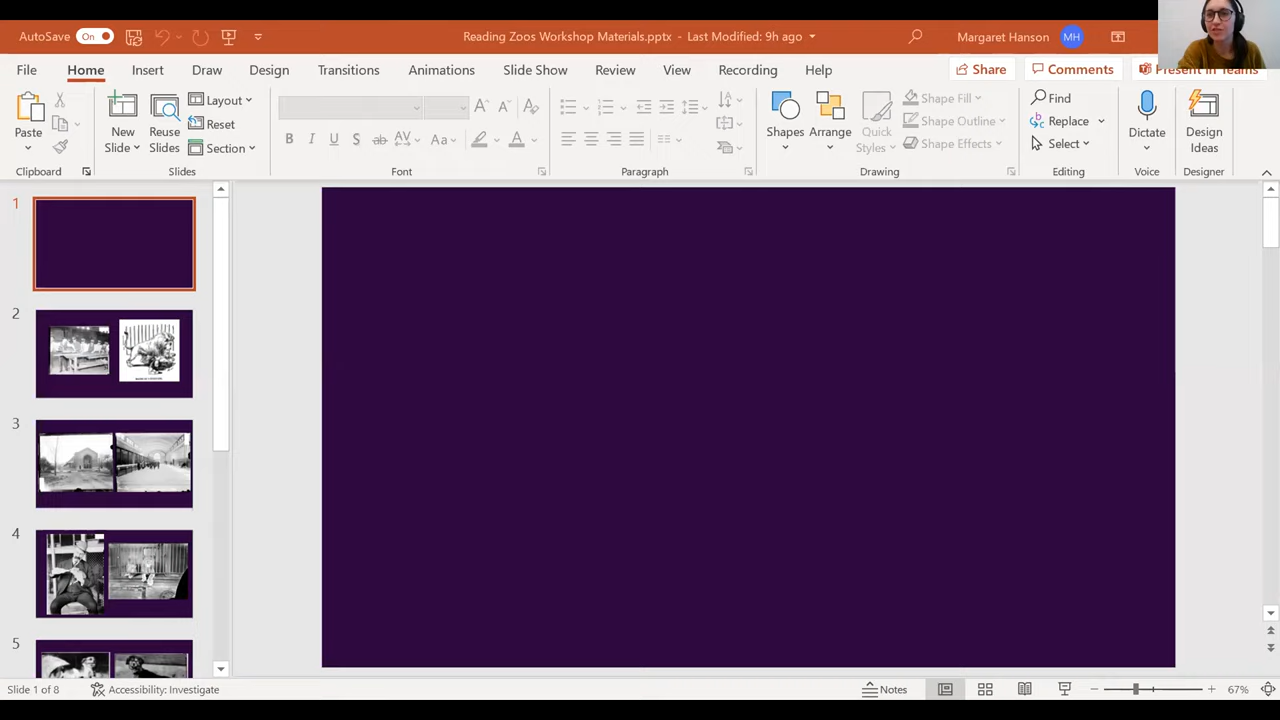 AutoSave On Reading Zoos Workshop Materials.pptx - Last Modified: 9h ago Margaret Hanson MH
File Home Insert Draw Design Transitions Animations Slide Show Review View Recording Help Share Comments Present in Teams
Paste
New Slide
Reuse Slides
Layout
Reset
Section
B I U S ab AV Aa A
Shapes
Arrange
Quick Styles
Shape Fill
Shape Outline
Shape Effects
Find
Replace
Select
Dictate
Design Ideas
Clipboard Slides Font Paragraph Drawing Editing Voice Designer
1
2
3
4
5
Slide 1 of 8 Accessibility: Investigate Notes 67%